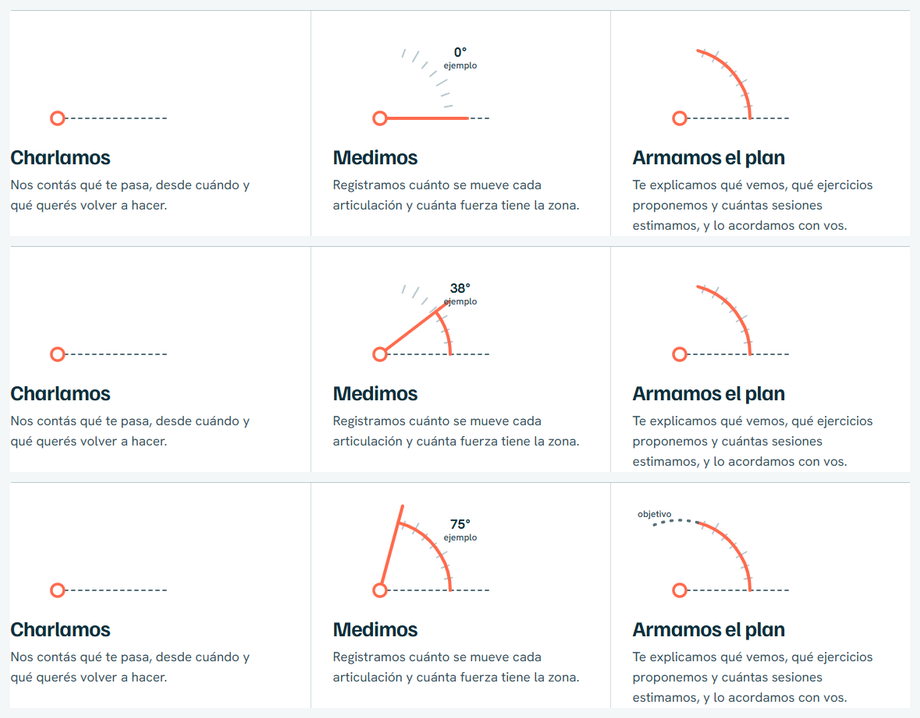 0°
ejemplo
Charlamos
Nos contás qué te pasa, desde cuándo y
qué querés volver a hacer.
Medimos
Registramos cuánto se mueve cada
articulación y cuánta fuerza tiene la zona.
Armamos el plan
Te explicamos qué vemos, qué ejercicios
proponemos y cuántas sesiones
estimamos, y lo acordamos con vos.
38°
ejemplo
Charlamos
Nos contás qué te pasa, desde cuándo y
qué querés volver a hacer.
Medimos
Registramos cuánto se mueve cada
articulación y cuánta fuerza tiene la zona.
Armamos el plan
Te explicamos qué vemos, qué ejercicios
proponemos y cuántas sesiones
estimamos, y lo acordamos con vos.
75°
ejemplo
objetivo
Charlamos
Nos contás qué te pasa, desde cuándo y
qué querés volver a hacer.
Medimos
Registramos cuánto se mueve cada
articulación y cuánta fuerza tiene la zona.
Armamos el plan
Te explicamos qué vemos, qué ejercicios
proponemos y cuántas sesiones
estimamos, y lo acordamos con vos.